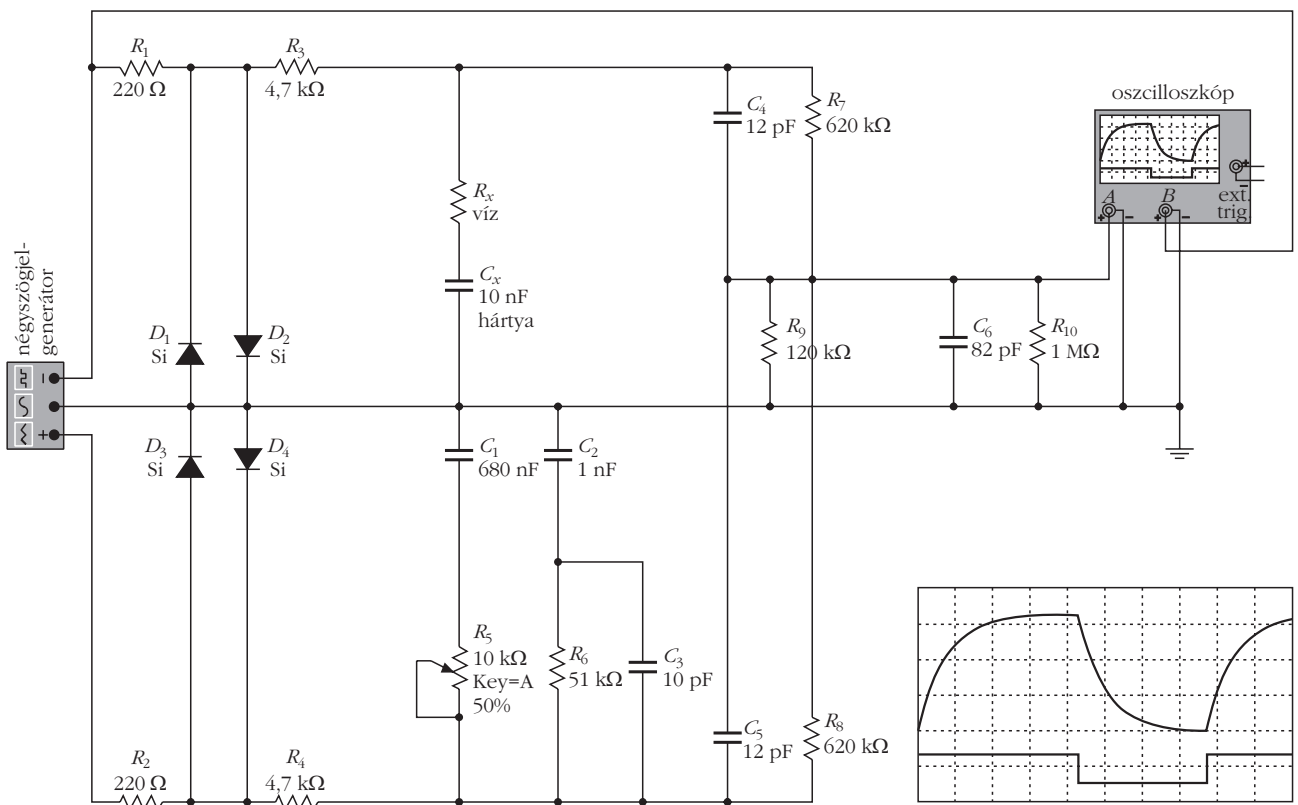 R₁
220 Ω
R₃
4,7 kΩ
C₄
12 pF
R₇
620 kΩ
oszcilloszkóp
A
B
ext.
trig.
+
−
+
−
+
−
Rₓ
víz
Cₓ
10 nF
hártya
négyszögjel-
generátor
−
+
D₁
Si
D₂
Si
R₉
120 kΩ
C₆
82 pF
R₁₀
1 MΩ
D₃
Si
D₄
Si
C₁
680 nF
C₂
1 nF
R₅
10 kΩ
Key=A
50%
R₆
51 kΩ
C₃
10 pF
C₅
12 pF
R₈
620 kΩ
R₂
220 Ω
R₄
4,7 kΩ